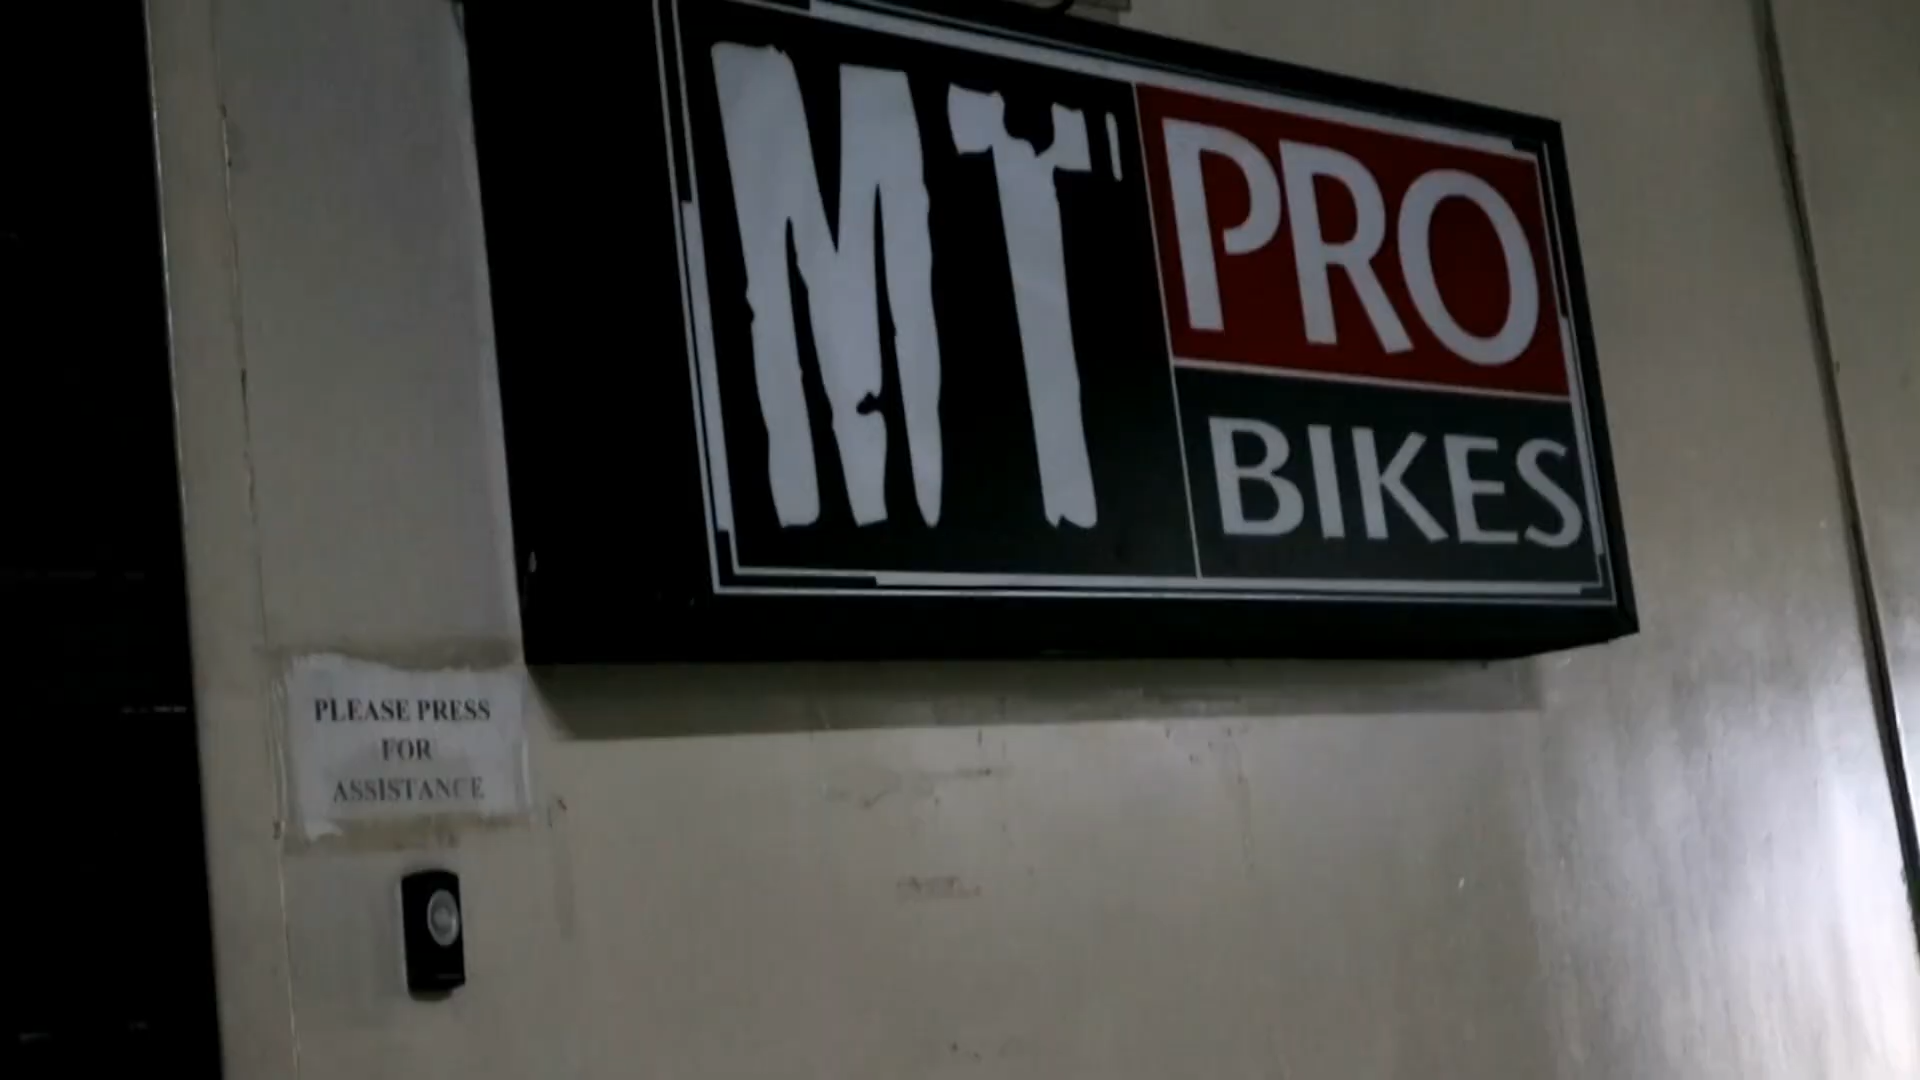 MT'
PRO
BIKES
PLEASE PRESS
FOR
ASSISTANCE